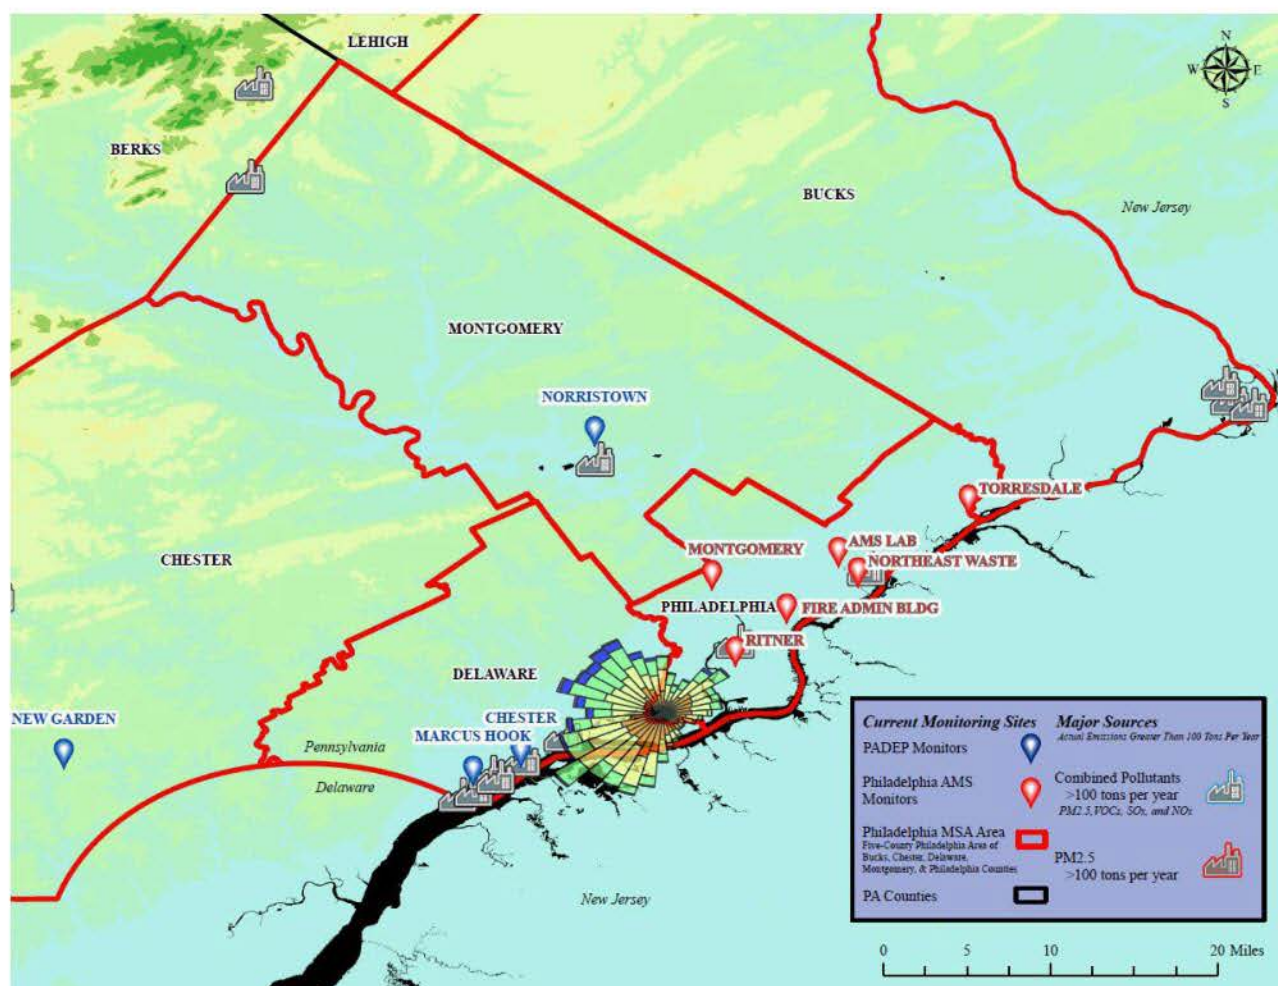 LEHIGH
N
W E
S
BERKS
BUCKS
New Jersey
MONTGOMERY
NORRISTOWN
TORRESDALE
AMS LAB
MONTGOMERY
NORTHEAST WASTE
CHESTER
PHILADELPHIA
FIRE ADMIN BLDG
RITNER
DELAWARE
NEW GARDEN
CHESTER
MARCUS HOOK
Pennsylvania
Delaware
New Jersey
Current Monitoring Sites
PADEP Monitors
Philadelphia AMS
Monitors
Philadelphia MSA Area
Five-County Philadelphia Area of
Bucks, Chester, Delaware,
Montgomery, & Philadelphia Counties
PA Counties
Major Sources
Actual Emissions Greater Than 100 Tons Per Year
Combined Pollutants
>100 tons per year
PM2.5, VOCs, SOx, and NOx
PM2.5
>100 tons per year
0 5 10 20 Miles